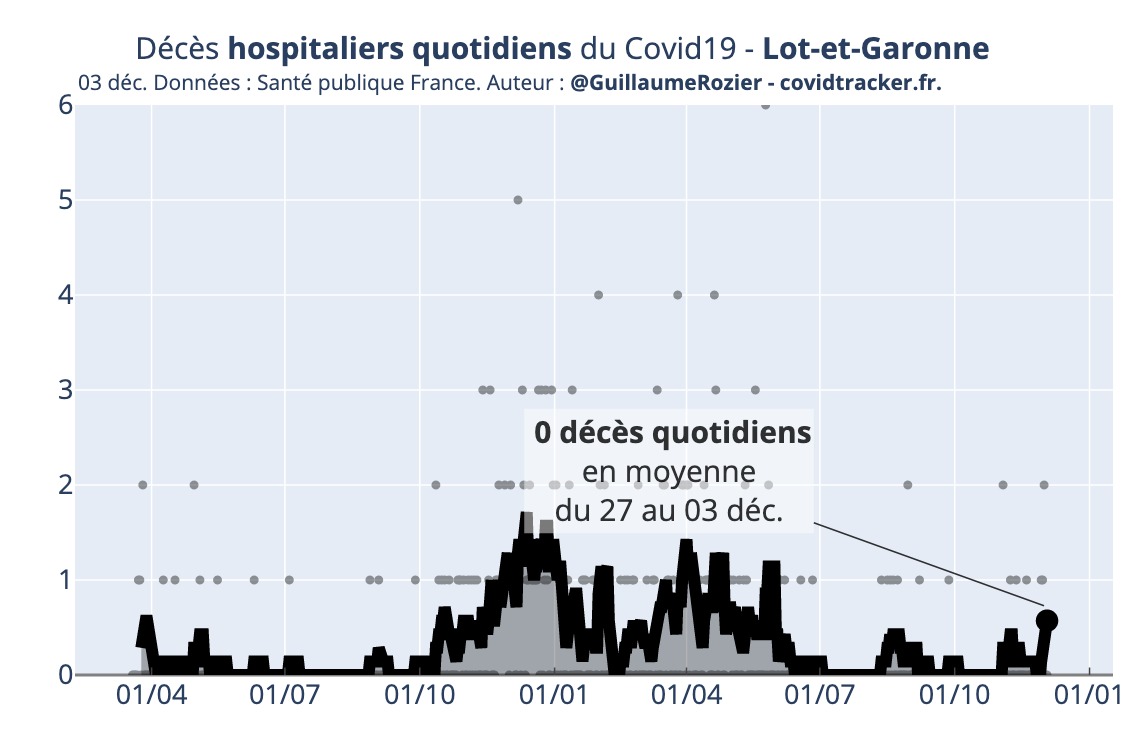 Décès hospitaliers quotidiens du Covid19 - Lot-et-Garonne
03 déc. Données : Santé publique France. Auteur : @GuillaumeRozier - covidtracker.fr.
6
5
4
3
0 décès quotidiens
en moyenne
2
du 27 au 03 déc.
1
0
01/04 01/07 01/10 01/01 01/04 01/07 01/10 01/01